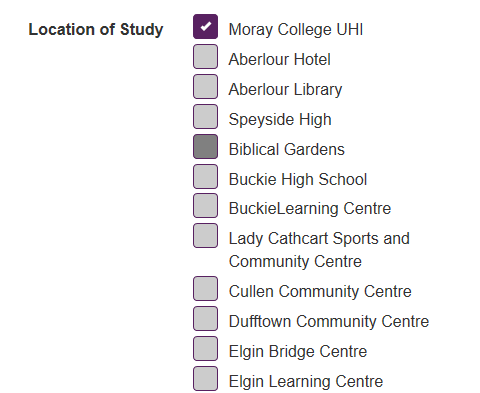 Location of Study
Moray College UHI
Aberlour Hotel
Aberlour Library
Speyside High
Biblical Gardens
Buckie High School
BuckieLearning Centre
Lady Cathcart Sports and
Community Centre
Cullen Community Centre
Dufftown Community Centre
Elgin Bridge Centre
Elgin Learning Centre